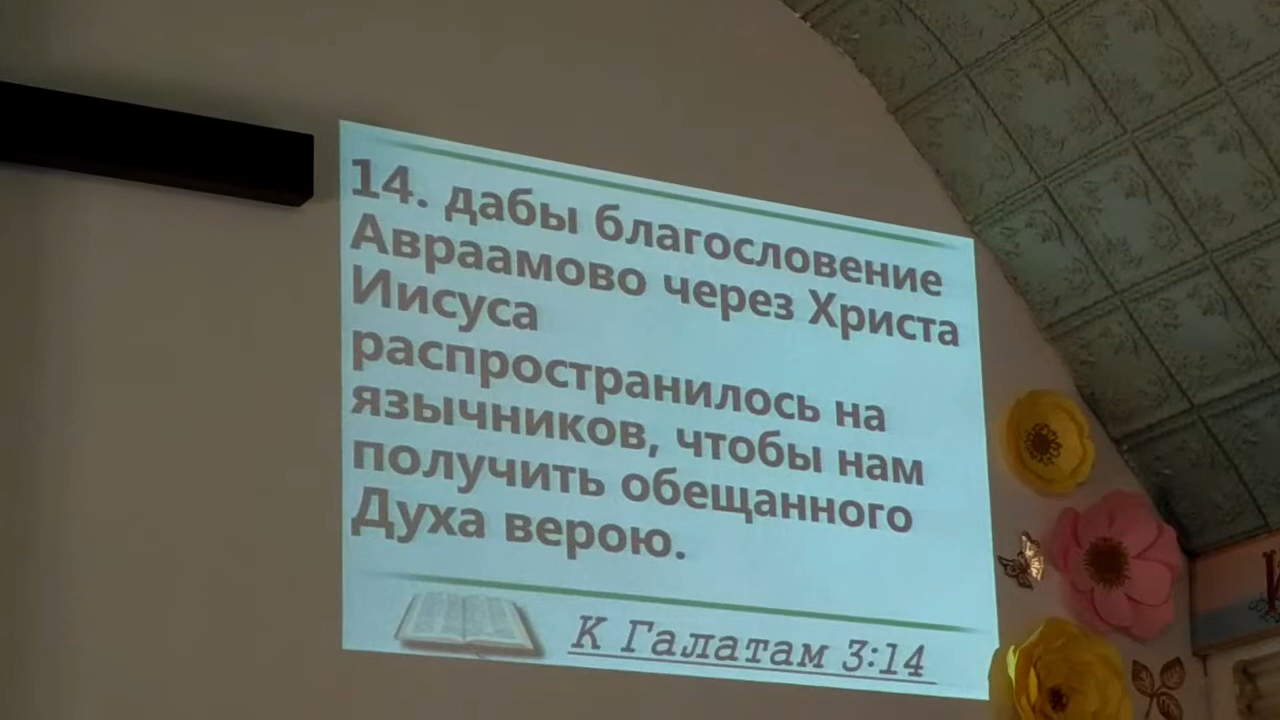 14. дабы благословение
Авраамово через Христа
Иисуса
распространилось на
язычников, чтобы нам
получить обещанного
Духа верою.
К Галатам 3:14